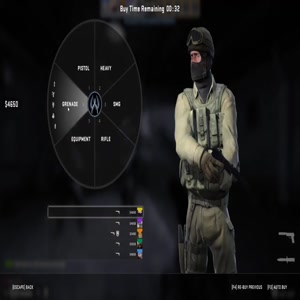 Buy Time Remaining 00:32
PISTOL HEAVY
$4650
GRENADE SMG
EQUIPMENT RIFLE
[ESCAPE] BACK [F4] RE-BUY PREVIOUS [F3] AUTO BUY